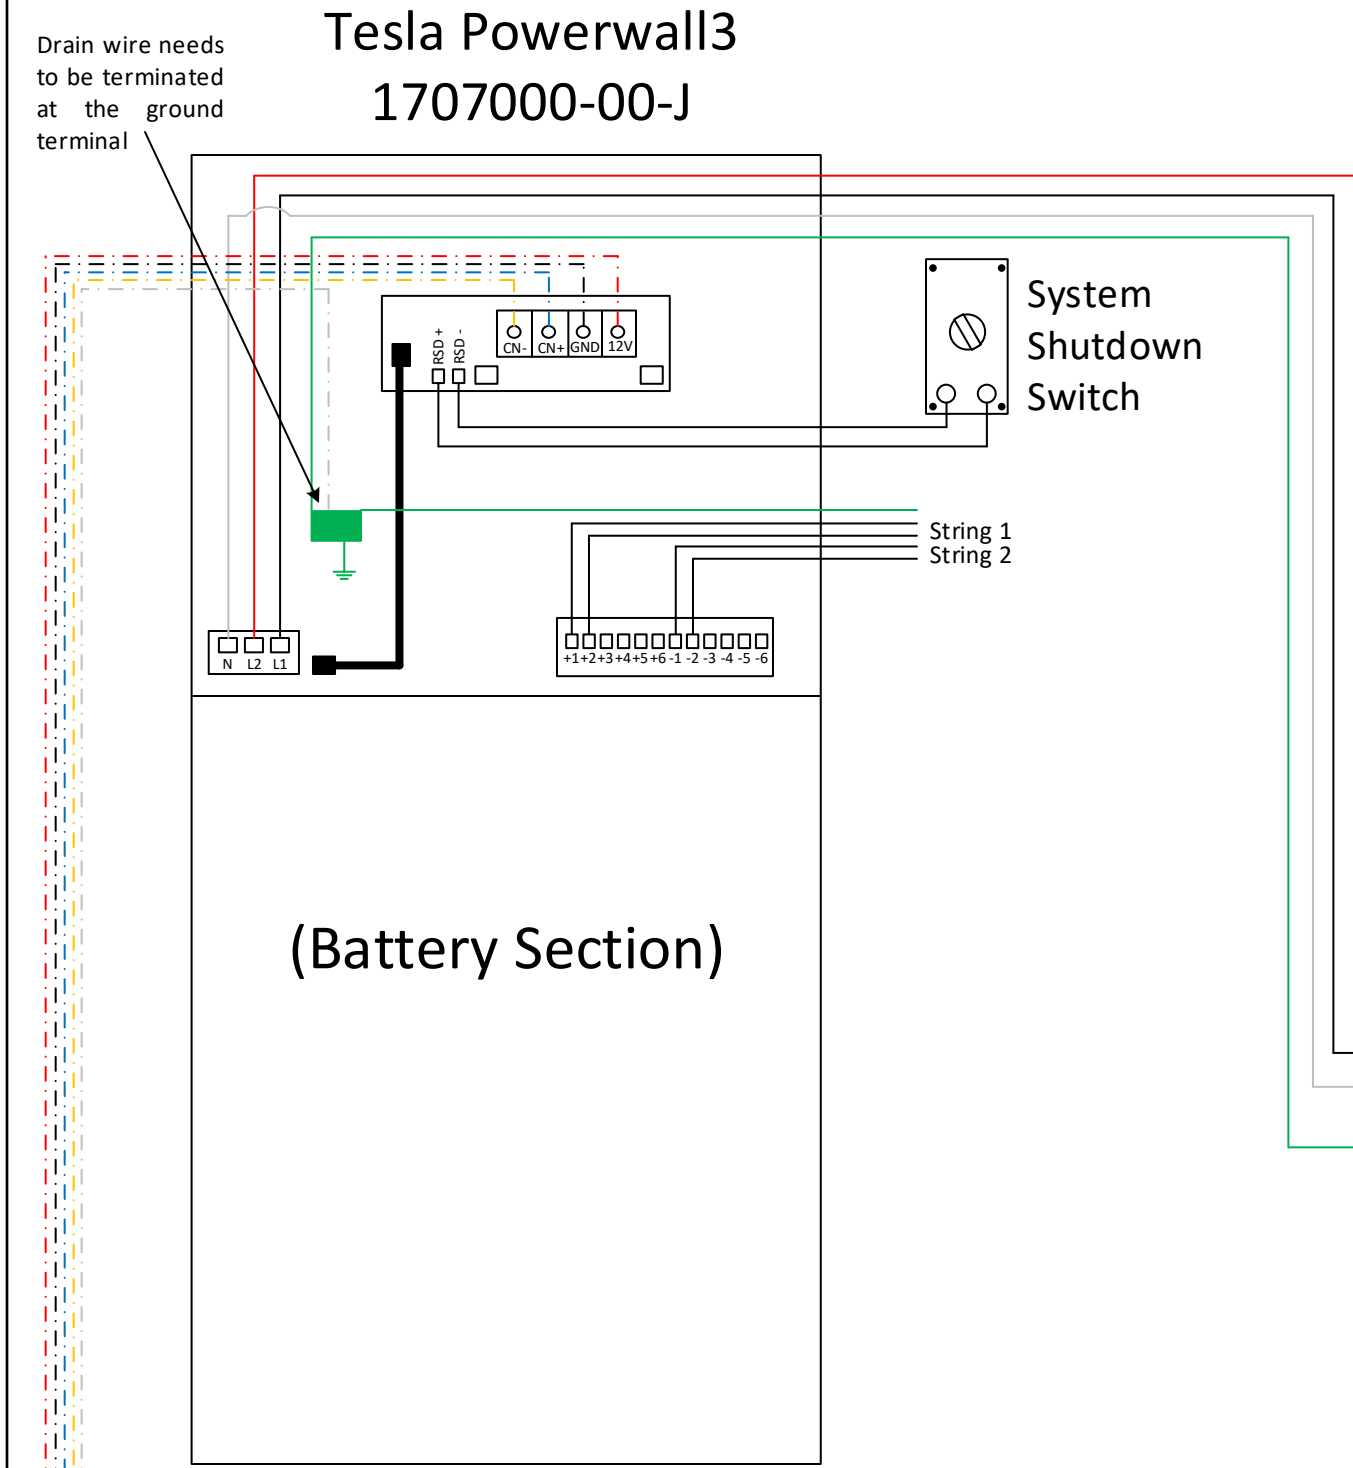 Tesla Powerwall3
1707000-00-J
Drain wire needs
to be terminated
at the ground
terminal
System
Shutdown
Switch
RSD +
RSD -
CN- CN+ GND 12V
String 1
String 2
N L2 L1
+1 +2 +3 +4 +5 +6 -1 -2 -3 -4 -5 -6
(Battery Section)